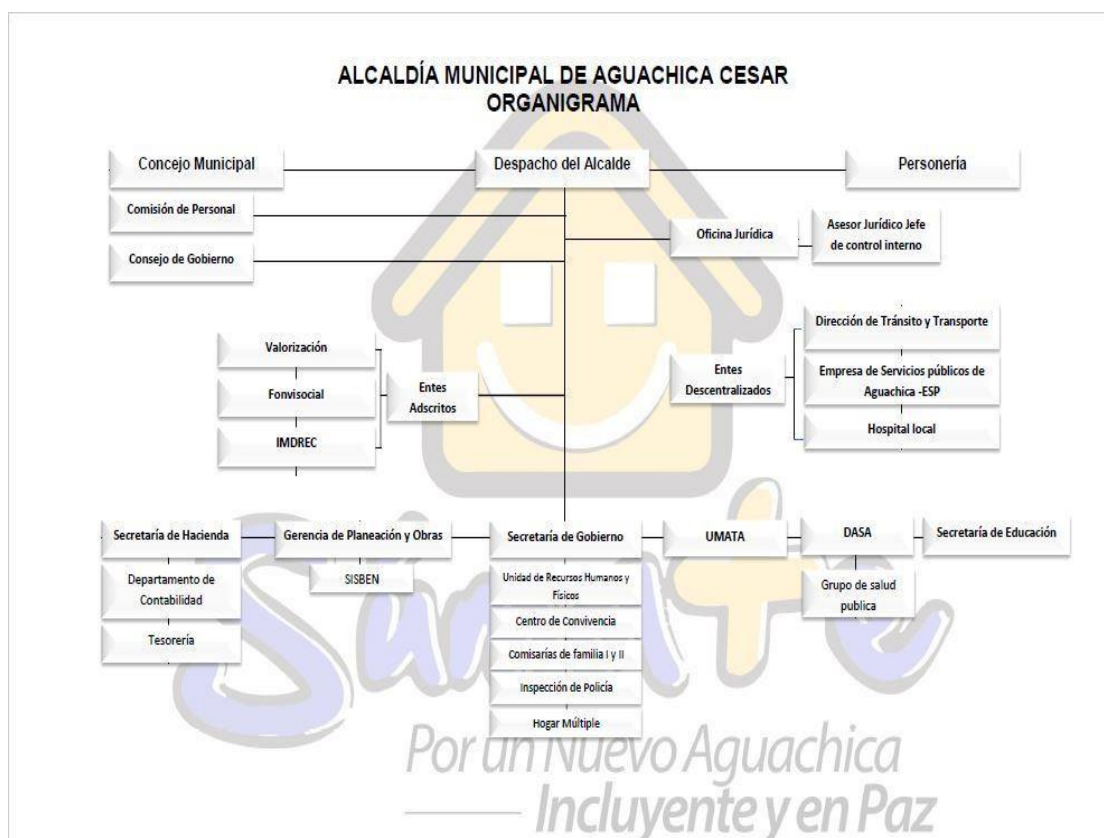 ALCALDÍA MUNICIPAL DE AGUACHICA CESAR
ORGANIGRAMA
Concejo Municipal
Despacho del Alcalde
Personería
Comisión de Personal
Consejo de Gobierno
Oficina Jurídica
Asesor Jurídico Jefe
de control interno
Valorización
Fonvisocial
IMDREC
Entes
Adscritos
Entes
Descentralizados
Dirección de Tránsito y Transporte
Empresa de Servicios públicos de
Aguachica -ESP
Hospital local
Secretaría de Hacienda
Gerencia de Planeación y Obras
Secretaría de Gobierno
UMATA
DASA
Secretaría de Educación
Departamento de
Contabilidad
Tesorería
SISBEN
Unidad de Recursos Humanos y
Físicos
Centro de Convivencia
Comisarías de familia I y II
Inspección de Policía
Hogar Múltiple
Grupo de salud
publica
Por un Nuevo Aguachica
Incluyente y en Paz